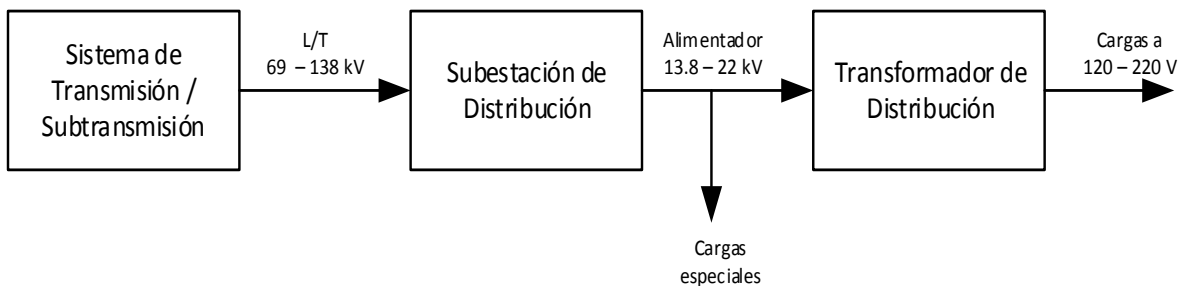 Sistema de
Transmisión /
Subtransmisión
L/T
69 – 138 kV
Subestación de
Distribución
Alimentador
13.8 – 22 kV
Cargas
especiales
Transformador de
Distribución
Cargas a
120 – 220 V